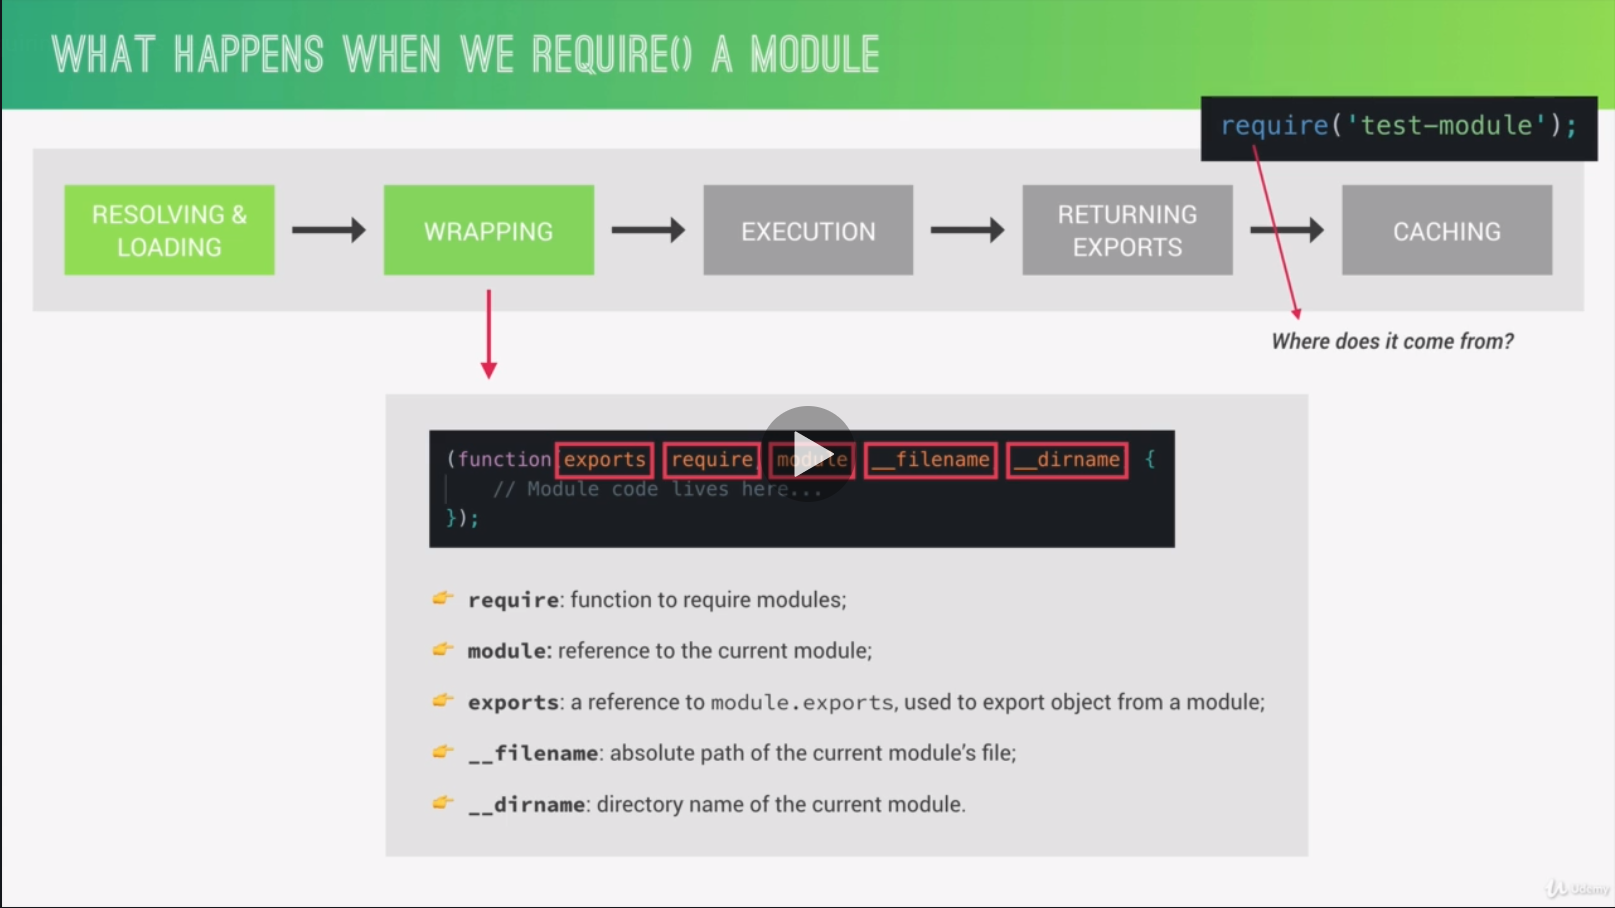 WHAT HAPPENS WHEN WE REQUIRE() A MODULE
require('test-module');
RESOLVING &
LOADING
WRAPPING
EXECUTION
RETURNING
EXPORTS
CACHING
Where does it come from?
(function exports require, module __filename __dirname {
// Module code lives here...
});
require: function to require modules;
module: reference to the current module;
exports: a reference to module.exports, used to export object from a module;
__filename: absolute path of the current module's file;
__dirname: directory name of the current module.
Udemy